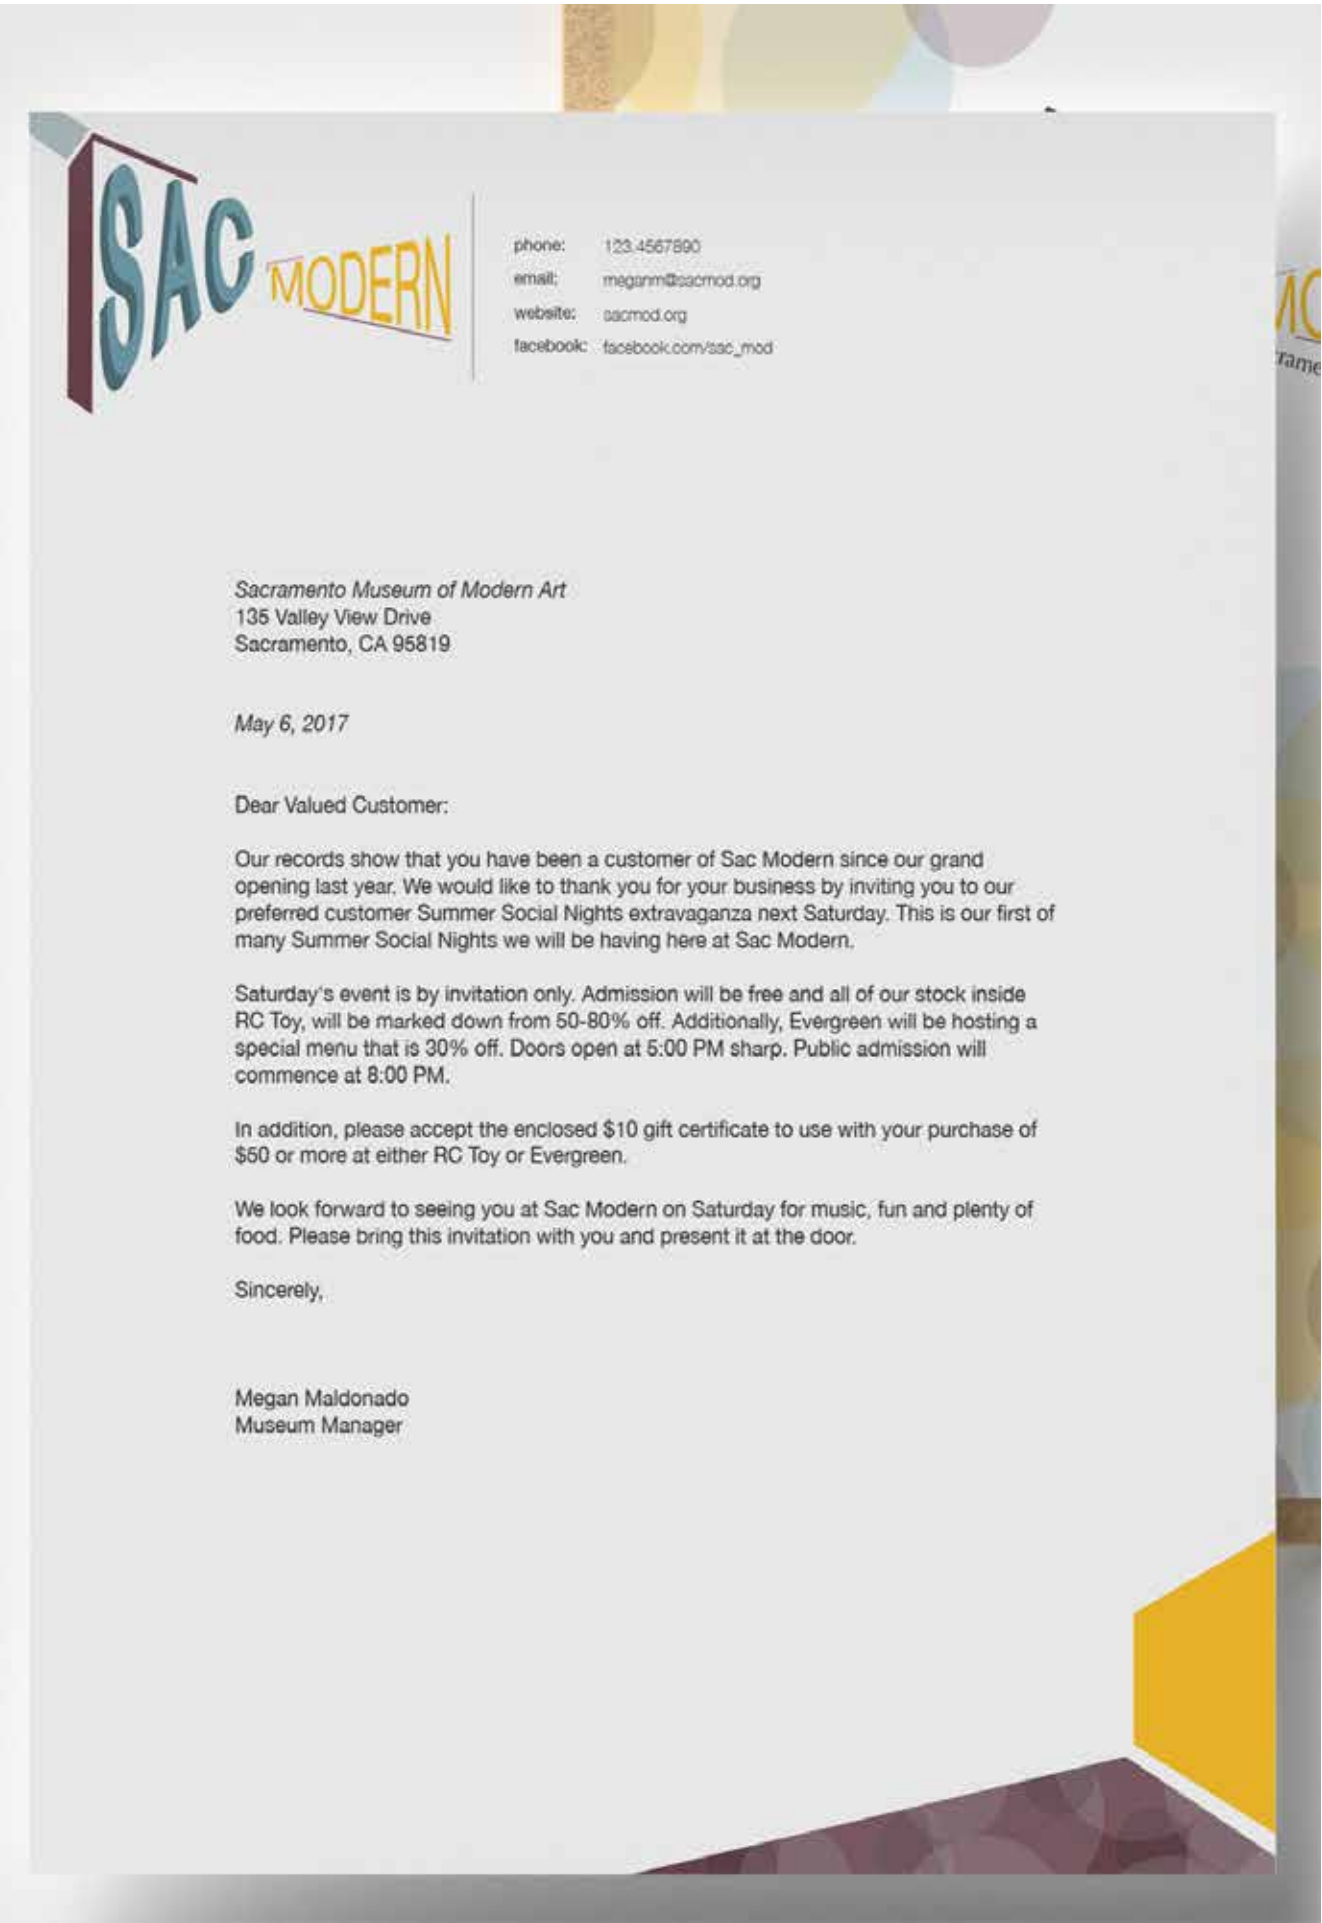 SAC MODERN
phone: 123.4567890
email: meganm@sacmod.org
website: sacmod.org
facebook: facebook.com/sac_mod
Sacramento Museum of Modern Art
135 Valley View Drive
Sacramento, CA 95819
May 6, 2017
Dear Valued Customer:
Our records show that you have been a customer of Sac Modern since our grand
opening last year. We would like to thank you for your business by inviting you to our
preferred customer Summer Social Nights extravaganza next Saturday. This is our first of
many Summer Social Nights we will be having here at Sac Modern.
Saturday's event is by invitation only. Admission will be free and all of our stock inside
RC Toy, will be marked down from 50-80% off. Additionally, Evergreen will be hosting a
special menu that is 30% off. Doors open at 5:00 PM sharp. Public admission will
commence at 8:00 PM.
In addition, please accept the enclosed $10 gift certificate to use with your purchase of
$50 or more at either RC Toy or Evergreen.
We look forward to seeing you at Sac Modern on Saturday for music, fun and plenty of
food. Please bring this invitation with you and present it at the door.
Sincerely,
Megan Maldonado
Museum Manager